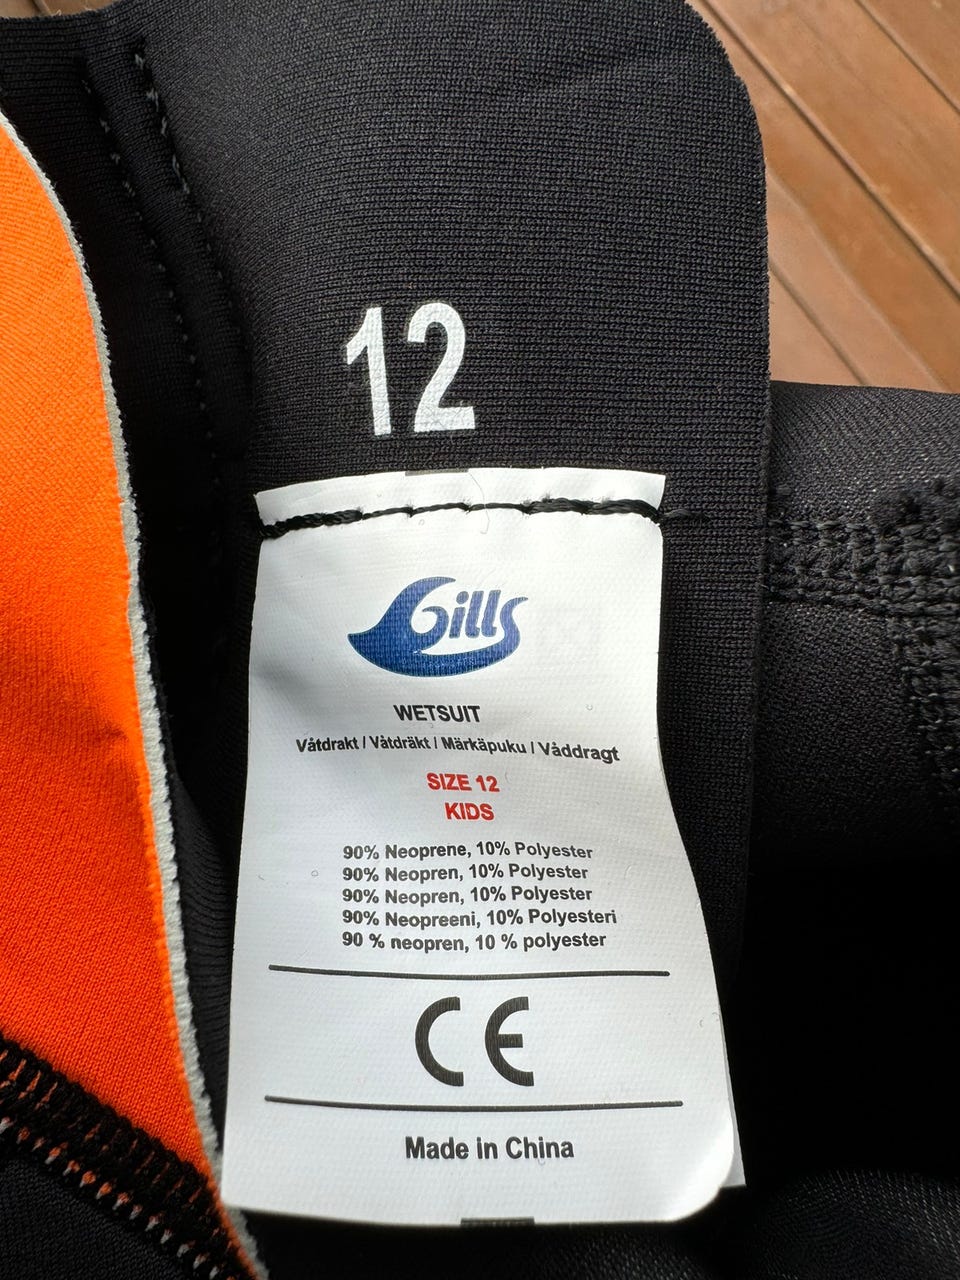 12
Gills
WETSUIT
Våtdrakt / Våtdräkt / Märkäpuku / Våddragt
SIZE 12
KIDS
90% Neoprene, 10% Polyester
90% Neopren, 10% Polyester
90% Neopren, 10% Polyester
90% Neopreeni, 10% Polyesteri
90 % neopren, 10 % polyester
CE
Made in China